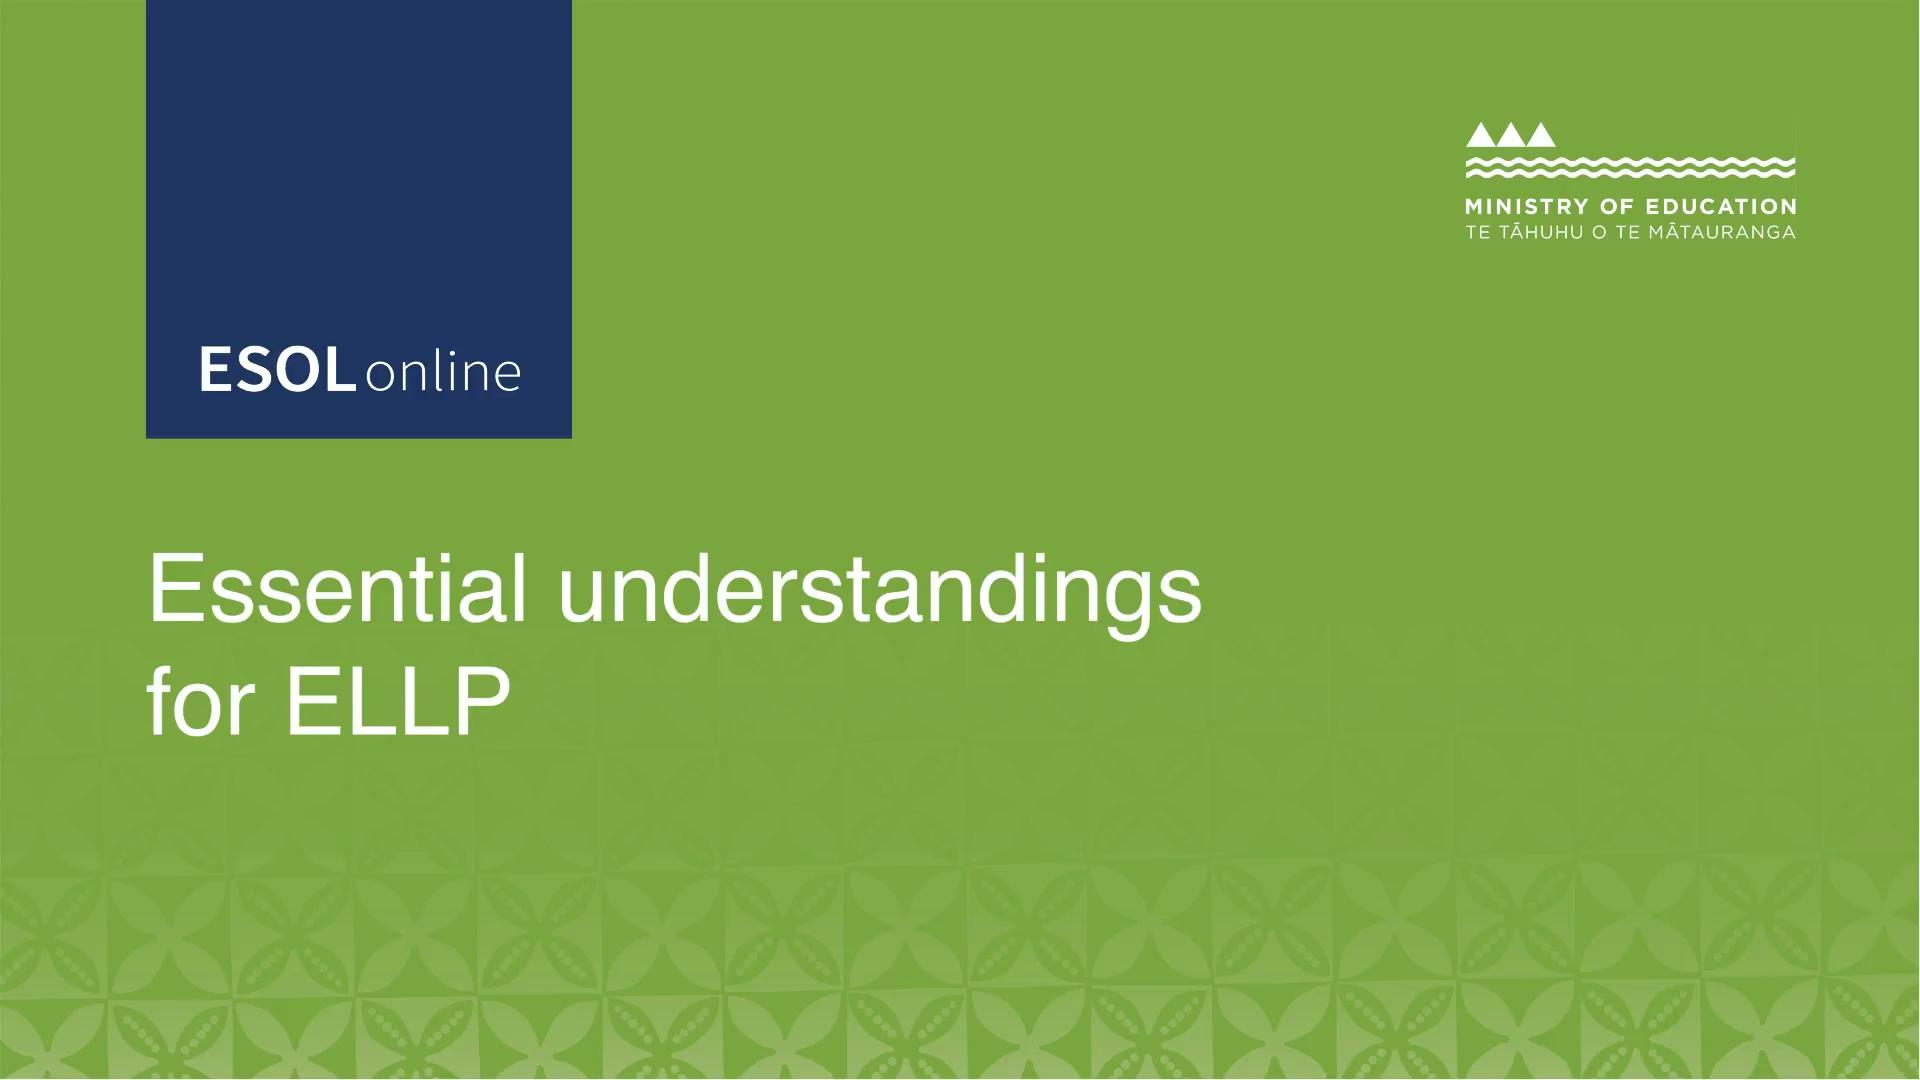 ESOL online
MINISTRY OF EDUCATION
TE TĀHUHU O TE MĀTAURANGA
Essential understandings
for ELLP